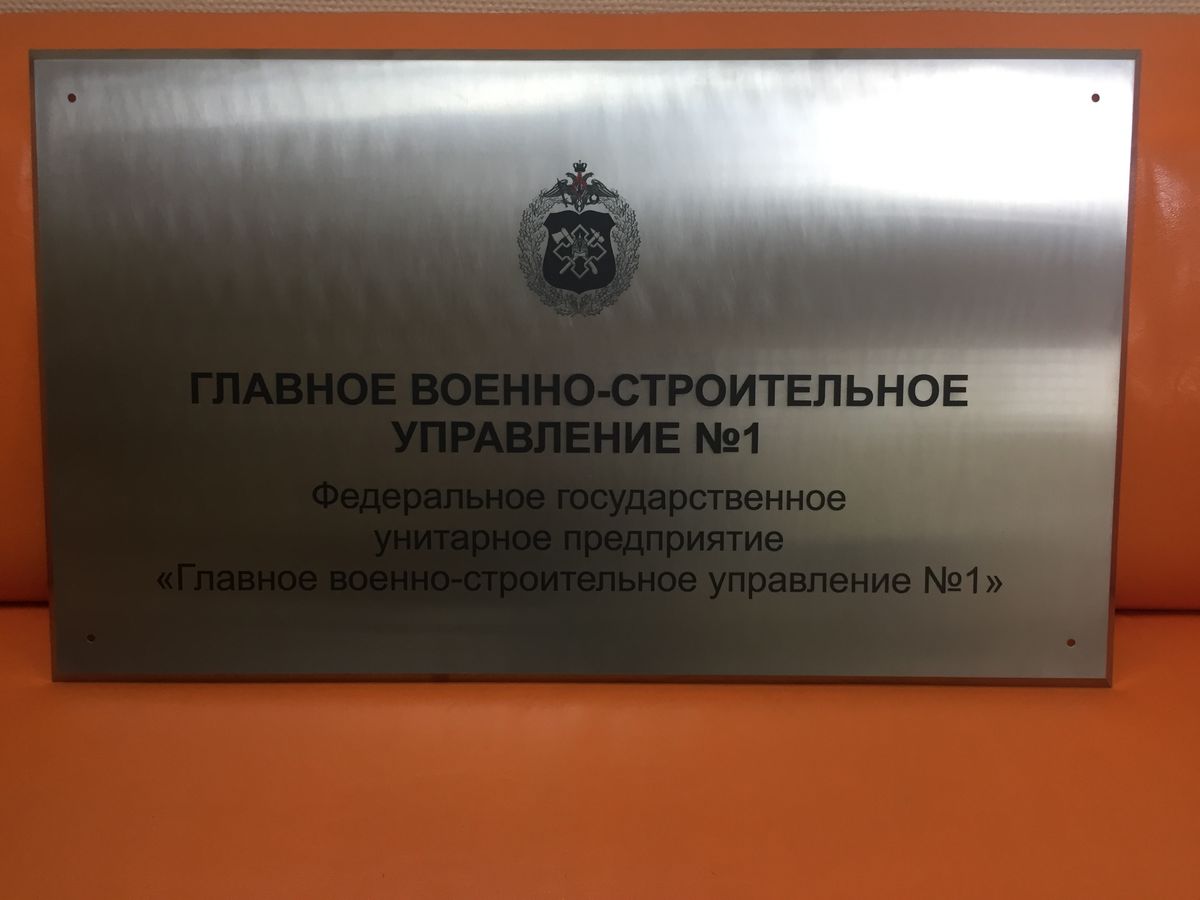 ГЛАВНОЕ ВОЕННО-СТРОИТЕЛЬНОЕ
УПРАВЛЕНИЕ №1
Федеральное государственное
унитарное предприятие
«Главное военно-строительное управление №1»